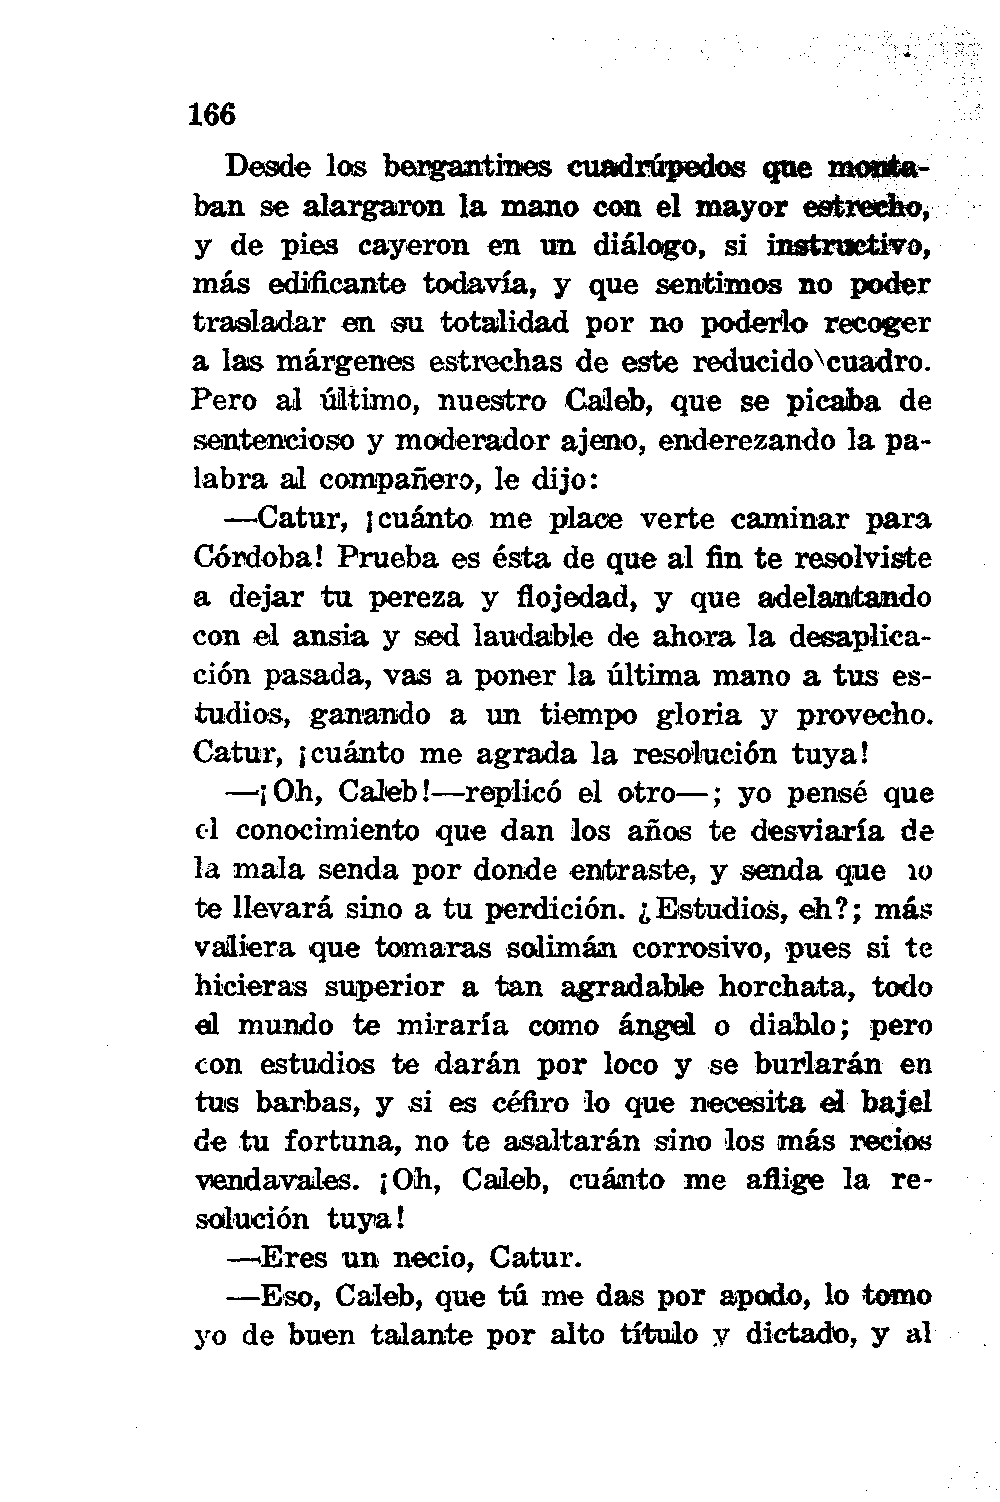 166
Desde los bergantines cuadrúpedos que monta-
ban se alargaron la mano con el mayor estrecho,
y de pies cayeron en un diálogo, si instructivo,
más edificante todavía, y que sentimos no poder
trasladar en su totalidad por no poderlo recoger
a las márgenes estrechas de este reducido cuadro.
Pero al último, nuestro Caleb, que se picaba de
sentencioso y moderador ajeno, enderezando la pa-
labra al compañero, le dijo:
—Catur, ¡cuánto me place verte caminar para
Córdoba! Prueba es ésta de que al fin te resolviste
a dejar tu pereza y flojedad, y que adelantando
con el ansia y sed laudable de ahora la desaplica-
ción pasada, vas a poner la última mano a tus es-
tudios, ganando a un tiempo gloria y provecho.
Catur, ¡cuánto me agrada la resolución tuya!
—¡Oh, Caleb!—replicó el otro—; yo pensé que
el conocimiento que dan los años te desviaría de
la mala senda por donde entraste, y senda que no
te llevará sino a tu perdición. ¿Estudios, eh?; más
valiera que tomaras solimán corrosivo, pues si te
hicieras superior a tan agradable horchata, todo
el mundo te miraría como ángel o diablo; pero
con estudios te darán por loco y se burlarán en
tus barbas, y si es céfiro lo que necesita el bajel
de tu fortuna, no te asaltarán sino los más recios
vendavales. ¡Oh, Caleb, cuánto me aflige la re-
solución tuya!
—Eres un necio, Catur.
—Eso, Caleb, que tú me das por apodo, lo tomo
yo de buen talante por alto título y dictado, y al